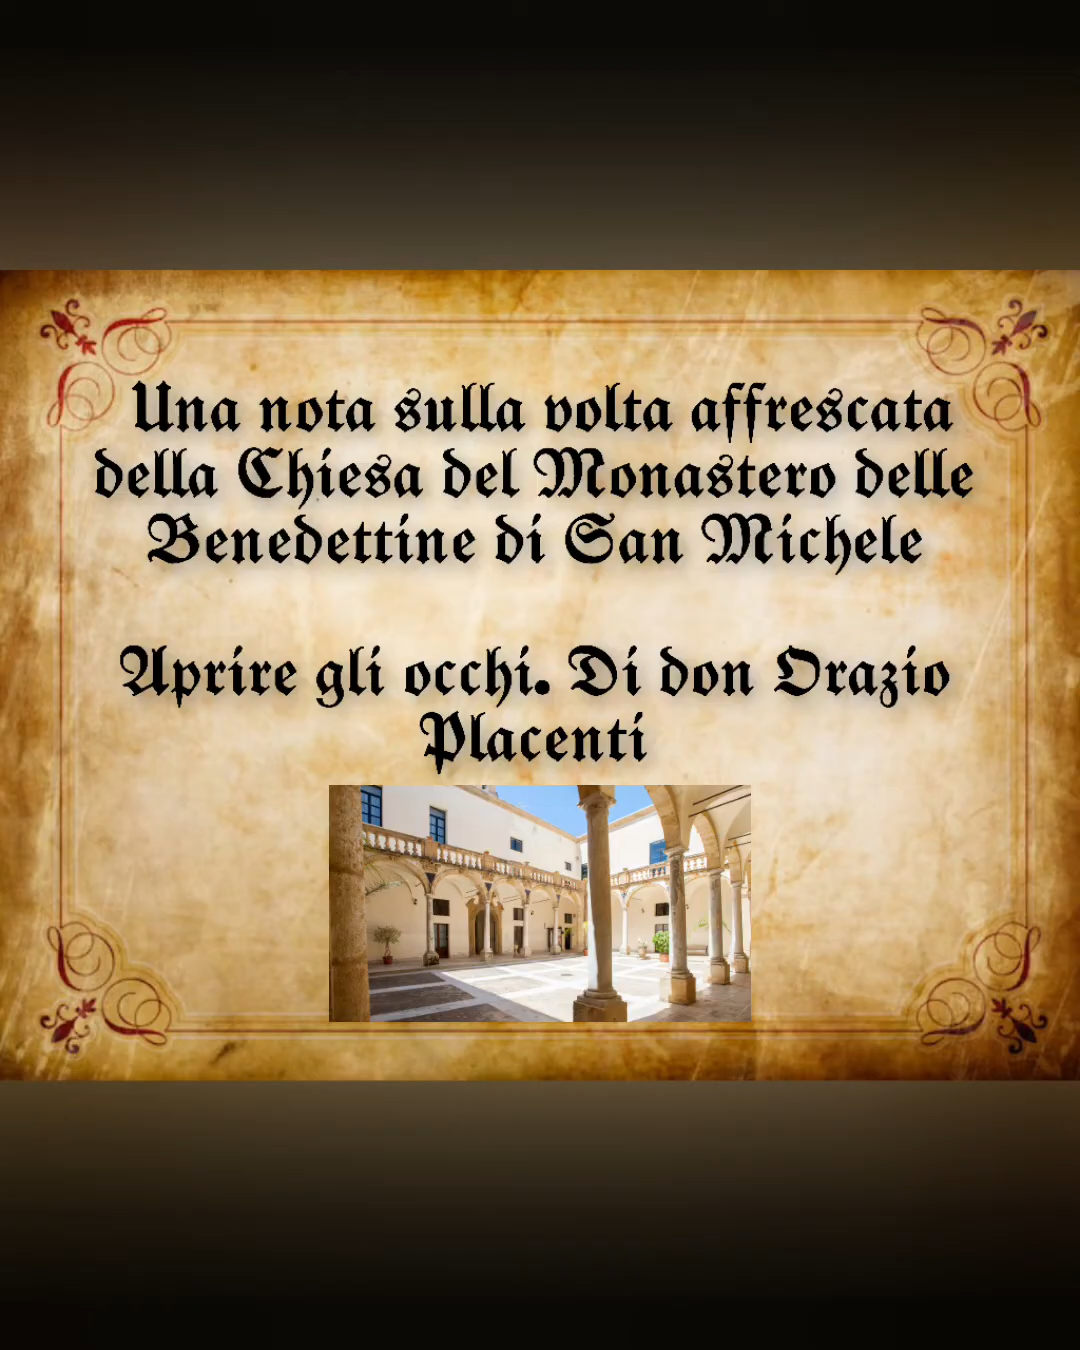 Una nota sulla volta affrescata
della Chiesa del Monastero delle
Benedettine di San Michele
Aprire gli occhi. Di don Orazio
Placenti